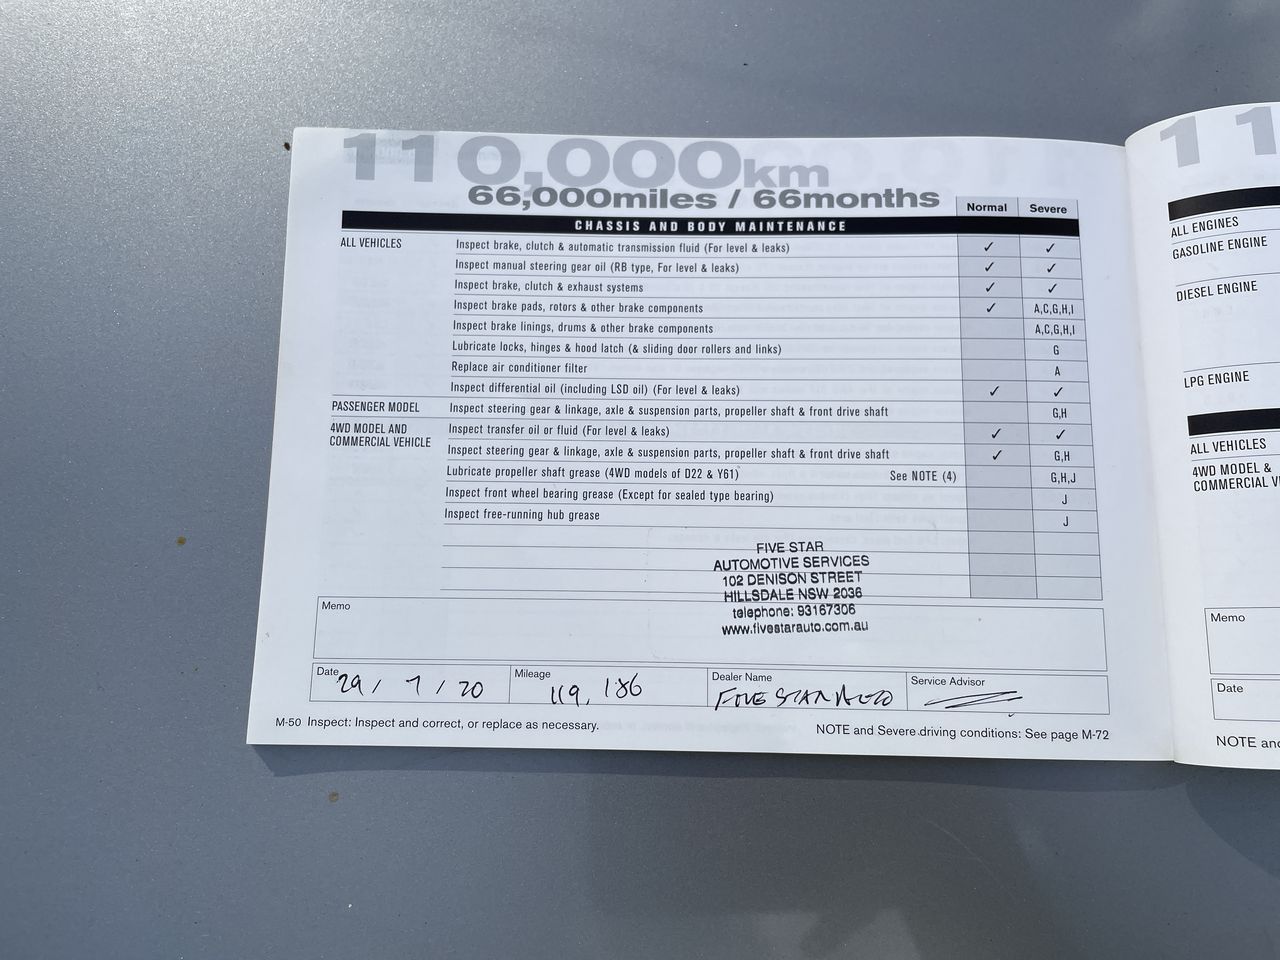 110,000km
66,000miles / 66months
Normal Severe
CHASSIS AND BODY MAINTENANCE
ALL VEHICLES Inspect brake, clutch & automatic transmission fluid (For level & leaks) ✓ ✓
Inspect manual steering gear oil (RB type, For level & leaks) ✓ ✓
Inspect brake, clutch & exhaust systems ✓ ✓
Inspect brake pads, rotors & other brake components ✓ A,C,G,H,I
Inspect brake linings, drums & other brake components A,C,G,H,I
Lubricate locks, hinges & hood latch (& sliding door rollers and links) G
Replace air conditioner filter A
Inspect differential oil (including LSD oil) (For level & leaks) ✓ ✓
PASSENGER MODEL Inspect steering gear & linkage, axle & suspension parts, propeller shaft & front drive shaft G,H
4WD MODEL AND Inspect transfer oil or fluid (For level & leaks) ✓ ✓
COMMERCIAL VEHICLE Inspect steering gear & linkage, axle & suspension parts, propeller shaft & front drive shaft ✓ G,H
Lubricate propeller shaft grease (4WD models of D22 & Y61) See NOTE (4) G,H,J
Inspect front wheel bearing grease (Except for sealed type bearing) J
Inspect free-running hub grease J
FIVE STAR
AUTOMOTIVE SERVICES
102 DENISON STREET
HILLSDALE NSW 2036
telephone: 93167306
www.fivestarauto.com.au
Memo
Date 29 / 7 / 20 Mileage 119,186 Dealer Name FIVE STAR AUTO Service Advisor
M-50 Inspect: Inspect and correct, or replace as necessary. NOTE and Severe driving conditions: See page M-72
11
ALL ENGINES
GASOLINE ENGINE
DIESEL ENGINE
LPG ENGINE
ALL VEHICLES
4WD MODEL &
COMMERCIAL
Memo
Date
NOTE